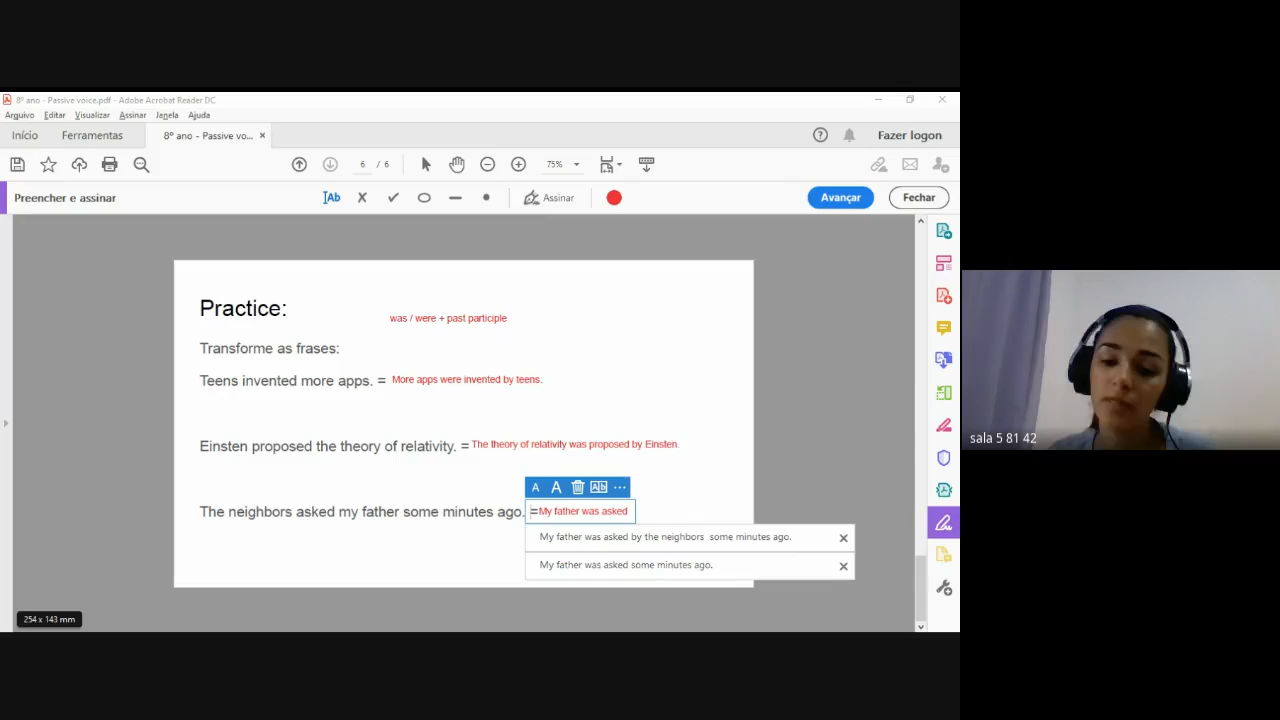 8º ano - Passive voice.pdf - Adobe Acrobat Reader DC
Arquivo Editar Visualizar Assinar Janela Ajuda
Início Ferramentas 8º ano - Passive vo... × Fazer logon
6 / 6 75%
Preencher e assinar Ab Assinar Avançar Fechar
Practice:
was / were + past participle
Transforme as frases:
Teens invented more apps. = More apps were invented by teens.
Einsten proposed the theory of relativity. = The theory of relativity was proposed by Einsten.
A A Ab ...
The neighbors asked my father some minutes ago. = My father was asked
My father was asked by the neighbors some minutes ago.
My father was asked some minutes ago.
254 x 143 mm
sala 5 81 42